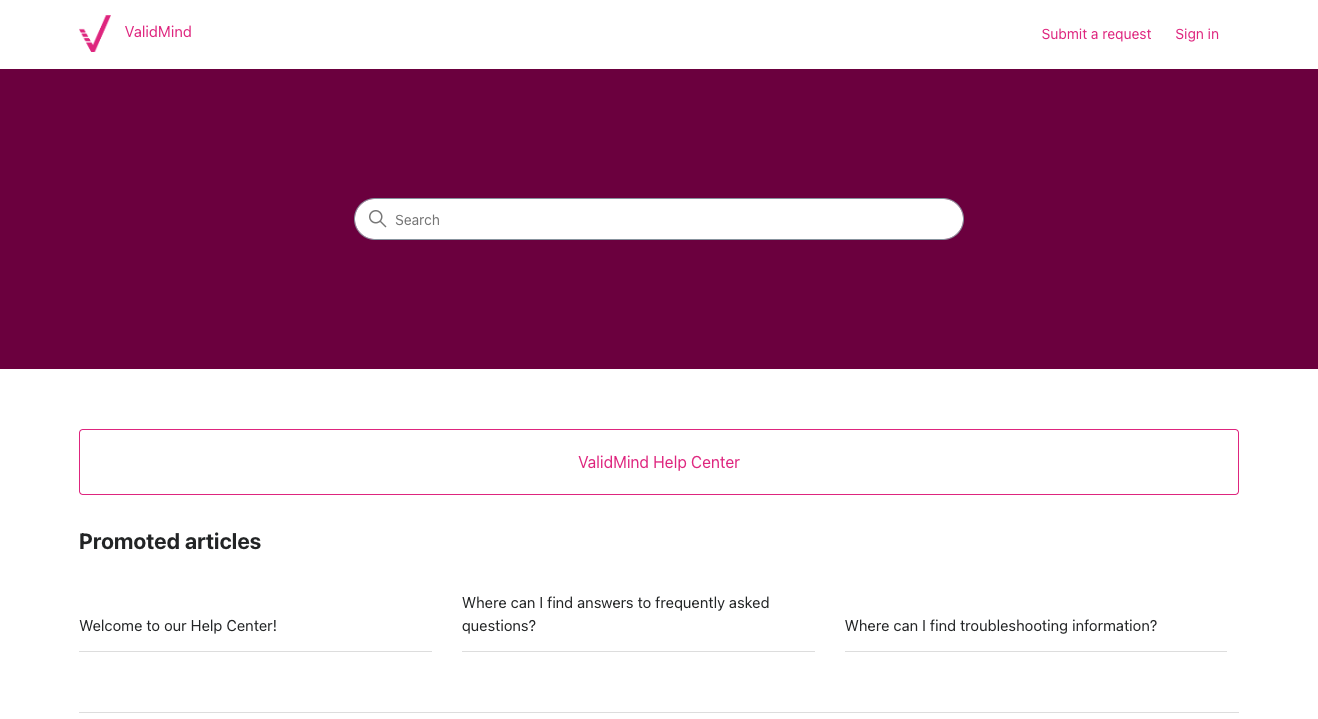 ValidMind
Submit a request
Sign in
Search
ValidMind Help Center
Promoted articles
Welcome to our Help Center!
Where can I find answers to frequently asked
questions?
Where can I find troubleshooting information?